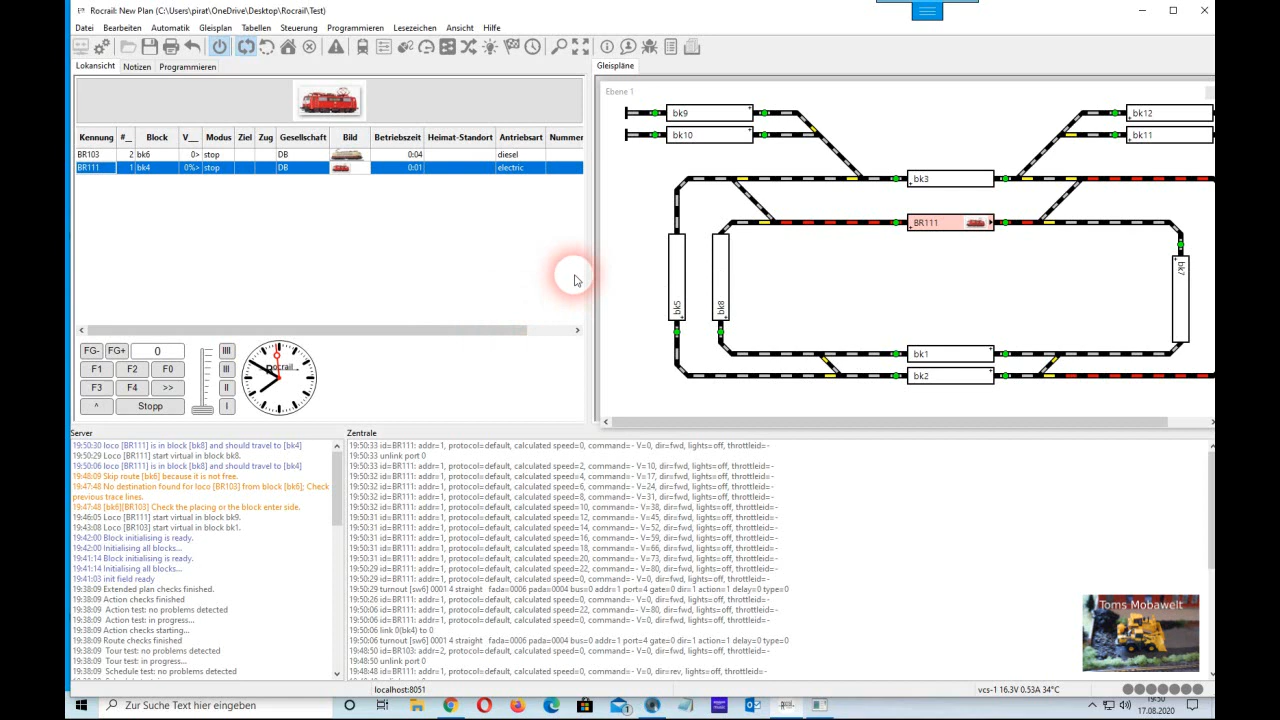 Rocrail: New Plan (C:\Users\pirat\OneDrive\Desktop\Rocrail\Test)
Datei Bearbeiten Automatik Gleisplan Tabellen Steuerung Programmieren Lesezeichen Ansicht Hilfe
Lokansicht Notizen Programmieren
Gleispläne
Ebene 1
Kennung #_ Block V__ Modus Ziel Zug Gesellschaft Bild Betriebszeit Heimat-Standort Antriebsart Nummer
BR103 2 bk6 0> stop DB 0:04 diesel
BR111 1 bk4 0%> stop DB 0:01 electric
bk9 bk12
bk10 bk11
bk3
BR111
bk5 bk8 bk7
bk1
bk2
FG- FG+ 0 IIII
F1 F2 F0 III
F3 F4 >> II
^ Stopp I
Rocrail
Server
19:50:30 loco [BR111] is in block [bk8] and should travel to [bk4]
19:50:29 Loco [BR111] start virtual in block bk8.
19:50:06 loco [BR111] is in block [bk8] and should travel to [bk4]
19:48:09 Skip route [bk6] because it is not free.
19:47:48 No destination found for loco [BR103] from block [bk6]; Check
previous trace lines.
19:47:48 [bk6][BR103] Check the placing or the block enter side.
19:46:05 Loco [BR111] start virtual in block bk9.
19:43:08 Loco [BR103] start virtual in block bk1.
19:42:00 Block initialising is ready.
19:42:00 Initialising all blocks...
19:41:14 Block initialising is ready.
19:41:14 Initialising all blocks...
19:41:03 init field ready
19:38:09 Extended plan checks finished.
19:38:09 Action checks finished
19:38:09 Action test: no problems detected
19:38:09 Action test: in progress...
19:38:09 Action checks starting...
19:38:09 Route checks finished
19:38:09 Tour test: no problems detected
19:38:09 Tour test: in progress...
19:38:09 Schedule test: no problems detected
Zentrale
19:50:33 id=BR111: addr=1, protocol=default, calculated speed=0, command=- V=0, dir=fwd, lights=off, throttleid=-
19:50:33 unlink port 0
19:50:33 id=BR111: addr=1, protocol=default, calculated speed=2, command=- V=10, dir=fwd, lights=off, throttleid=-
19:50:32 id=BR111: addr=1, protocol=default, calculated speed=4, command=- V=17, dir=fwd, lights=off, throttleid=-
19:50:32 id=BR111: addr=1, protocol=default, calculated speed=6, command=- V=24, dir=fwd, lights=off, throttleid=-
19:50:32 id=BR111: addr=1, protocol=default, calculated speed=8, command=- V=31, dir=fwd, lights=off, throttleid=-
19:50:32 id=BR111: addr=1, protocol=default, calculated speed=10, command=- V=38, dir=fwd, lights=off, throttleid=-
19:50:31 id=BR111: addr=1, protocol=default, calculated speed=12, command=- V=45, dir=fwd, lights=off, throttleid=-
19:50:31 id=BR111: addr=1, protocol=default, calculated speed=14, command=- V=52, dir=fwd, lights=off, throttleid=-
19:50:31 id=BR111: addr=1, protocol=default, calculated speed=16, command=- V=59, dir=fwd, lights=off, throttleid=-
19:50:31 id=BR111: addr=1, protocol=default, calculated speed=18, command=- V=66, dir=fwd, lights=off, throttleid=-
19:50:31 id=BR111: addr=1, protocol=default, calculated speed=20, command=- V=73, dir=fwd, lights=off, throttleid=-
19:50:29 id=BR111: addr=1, protocol=default, calculated speed=22, command=- V=80, dir=fwd, lights=off, throttleid=-
19:50:29 id=BR111: addr=1, protocol=default, calculated speed=0, command=- V=0, dir=fwd, lights=off, throttleid=-
19:50:29 turnout [sw6] 0001 4 straight fada=0006 pada=0004 bus=0 addr=1 port=4 gate=0 dir=1 action=1 delay=0 type=0
19:50:26 id=BR111: addr=1, protocol=default, calculated speed=0, command=- V=0, dir=fwd, lights=off, throttleid=-
19:50:06 id=BR111: addr=1, protocol=default, calculated speed=22, command=- V=80, dir=fwd, lights=off, throttleid=-
19:50:06 link 0(bk4) to 0
19:50:06 turnout [sw6] 0001 4 straight fada=0006 pada=0004 bus=0 addr=1 port=4 gate=0 dir=1 action=1 delay=0 type=0
19:48:50 id=BR103: addr=2, protocol=default, calculated speed=0, command=- V=0, dir=fwd, lights=off, throttleid=-
19:48:50 unlink port 0
19:48:48 id=BR111: addr=1, protocol=default, calculated speed=0, command=- V=0, dir=rev, lights=off, throttleid=-
Toms Mobawelt
localhost:8051 vcs-1 16.3V 0.53A 34°C
Zur Suche Text hier eingeben
19:50
17.08.2020